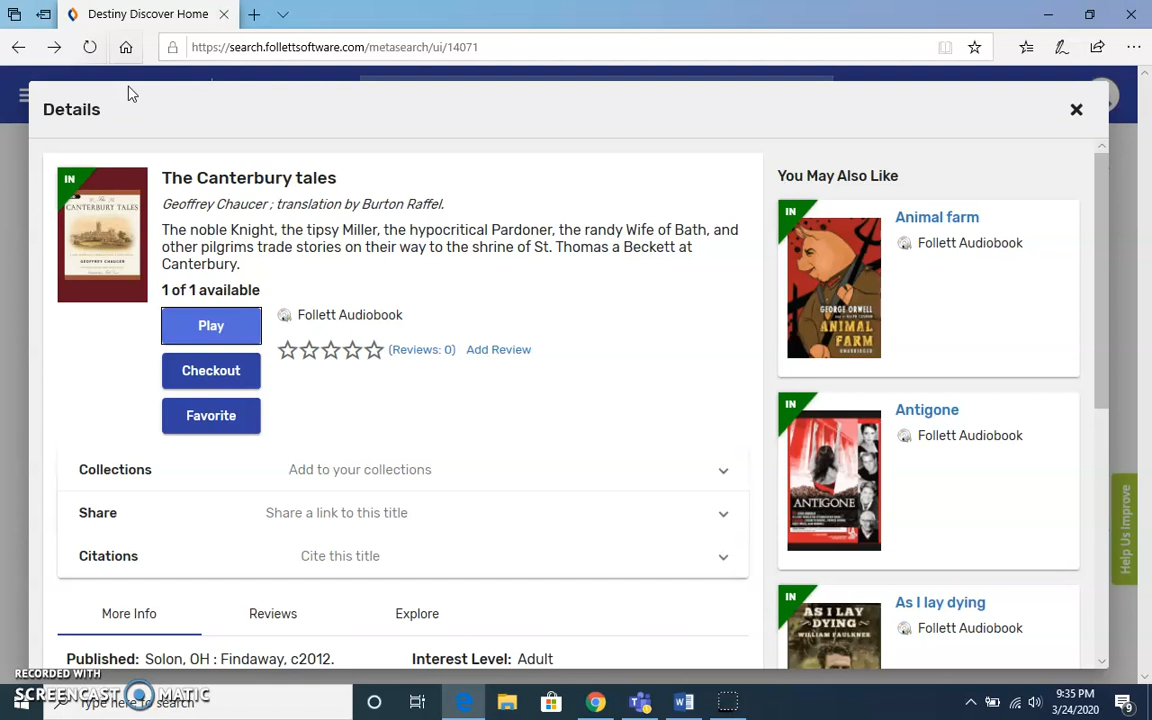 Destiny Discover Home
https://search.follettsoftware.com/metasearch/ui/14071
Details
IN
THE
CANTERBURY TALES
GEOFFREY CHAUCER
The Canterbury tales
Geoffrey Chaucer ; translation by Burton Raffel.
The noble Knight, the tipsy Miller, the hypocritical Pardoner, the randy Wife of Bath, and
other pilgrims trade stories on their way to the shrine of St. Thomas a Beckett at
Canterbury.
1 of 1 available
Play
Follett Audiobook
(Reviews: 0) Add Review
Checkout
Favorite
Collections Add to your collections
Share Share a link to this title
Citations Cite this title
More Info Reviews Explore
Published: Solon, OH : Findaway, c2012. Interest Level: Adult
You May Also Like
IN
GEORGE ORWELL
ANIMAL
FARM
UNABRIDGED
Animal farm
Follett Audiobook
IN
ANTIGONE
Antigone
Follett Audiobook
IN
AS I LAY
DYING
WILLIAM FAULKNER
As I lay dying
Follett Audiobook
Help Us Improve
RECORDED WITH
SCREENCAST MATIC
Type here to search
9:35 PM
3/24/2020
9